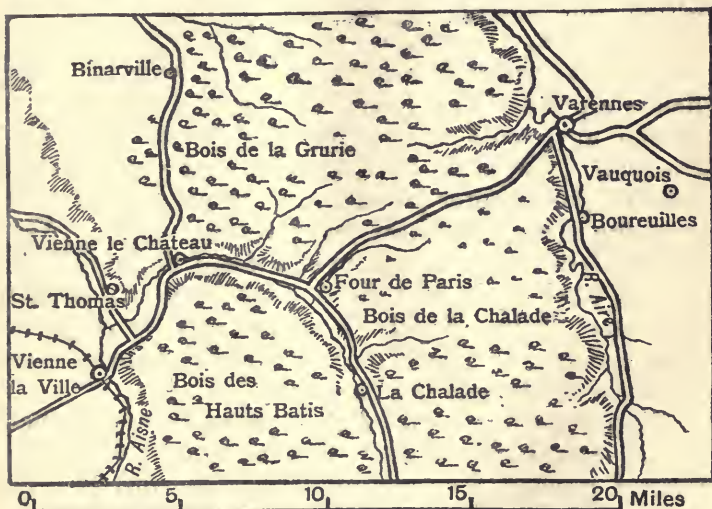 Binarville
Varennes
Bois de la Grurie
Vauquois
Boureuilles
Vienne le Chateau
St. Thomas
Four de Paris
R. Aire
Bois de la Chalade
Vienne
la Ville
Bois des
Hauts Batis
La Chalade
R. Aisne
0 5 10 15 20 Miles